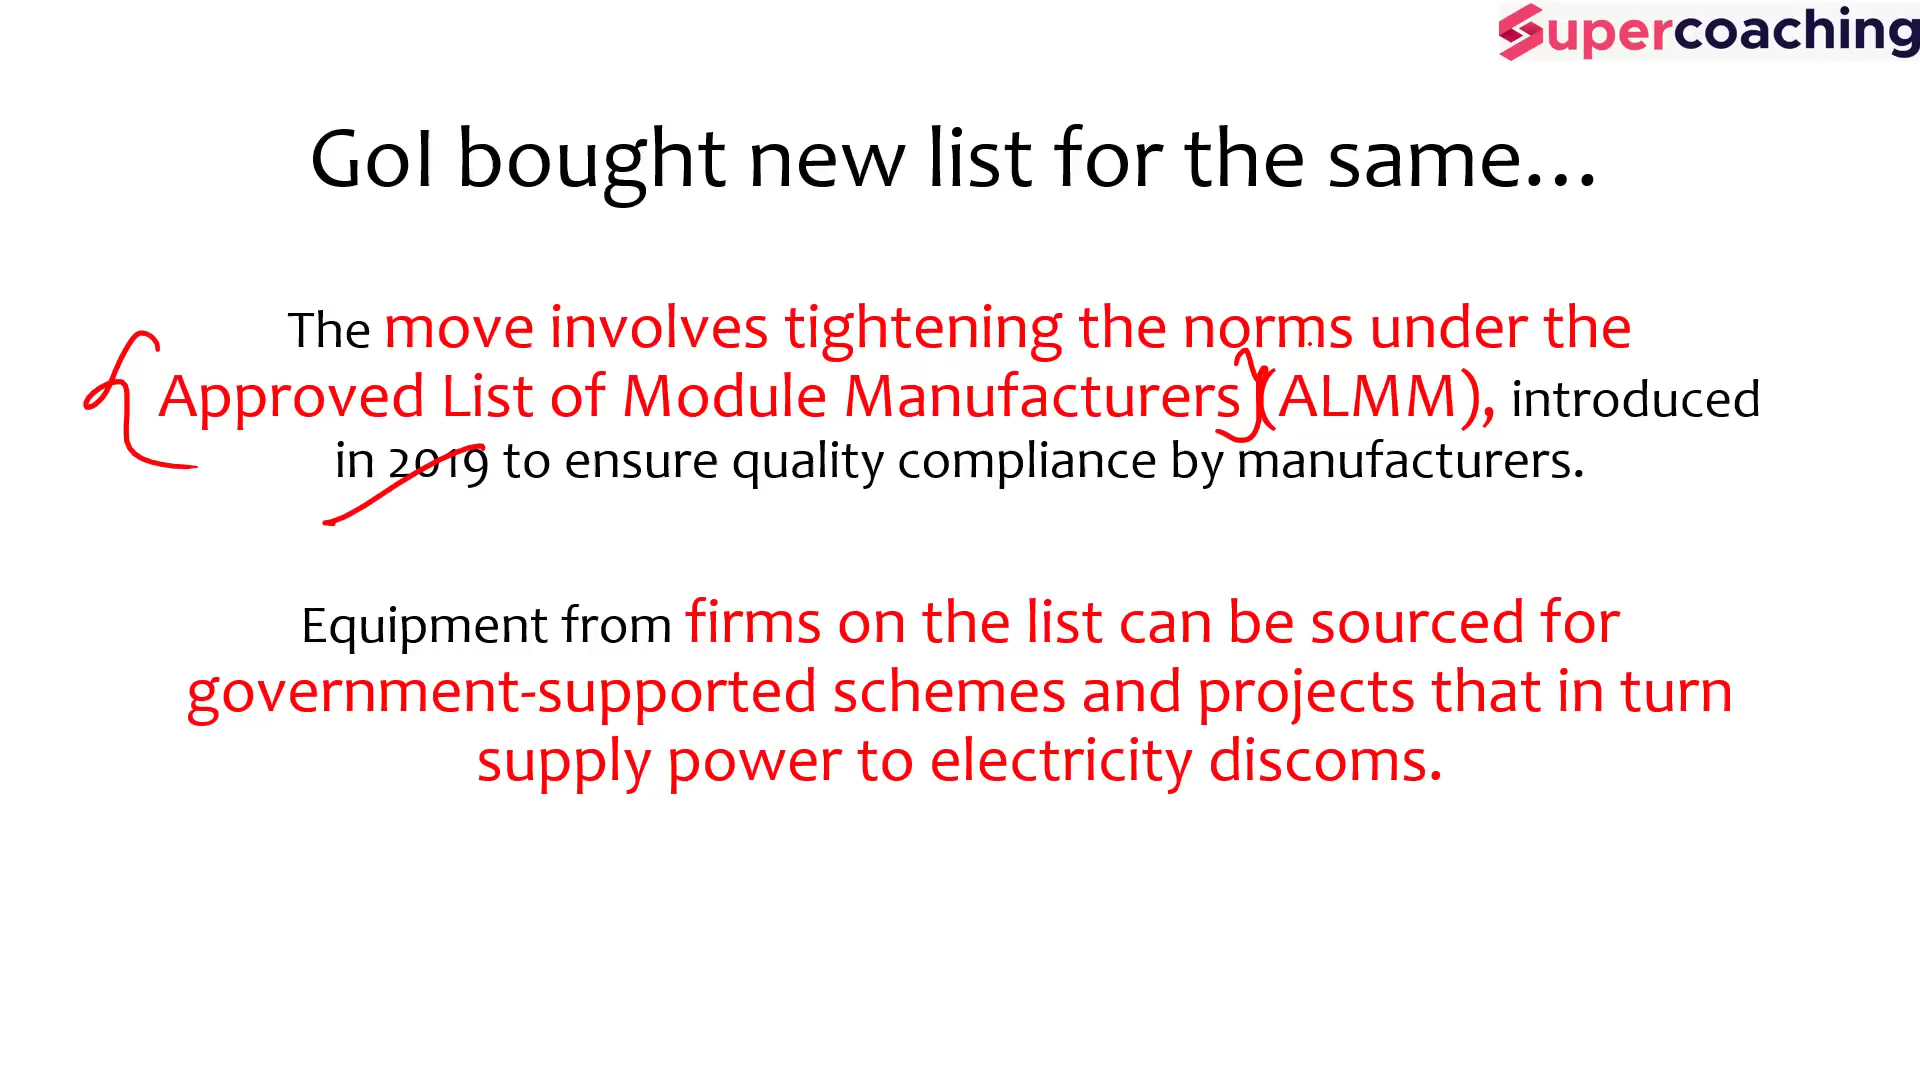 Supercoaching
GoI bought new list for the same...
The move involves tightening the norms under the
Approved List of Module Manufacturers (ALMM), introduced
in 2019 to ensure quality compliance by manufacturers.
Equipment from firms on the list can be sourced for
government-supported schemes and projects that in turn
supply power to electricity discoms.